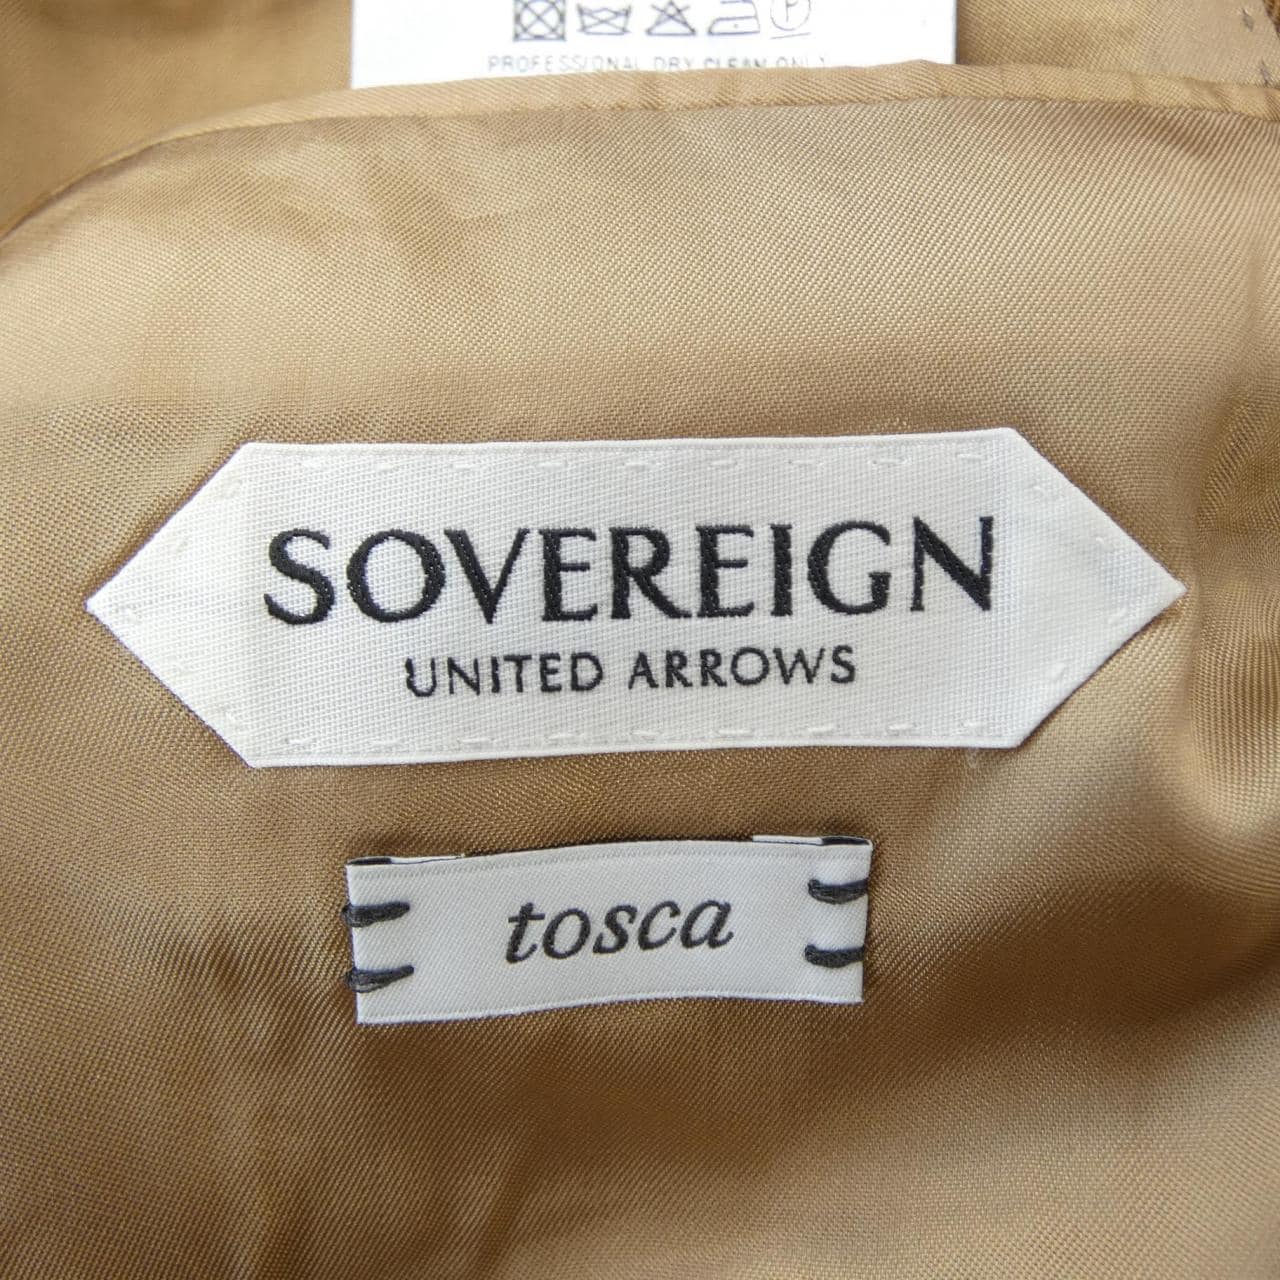 PROFESSIONAL DRY CLEAN ONLY
SOVEREIGN
UNITED ARROWS
tosca